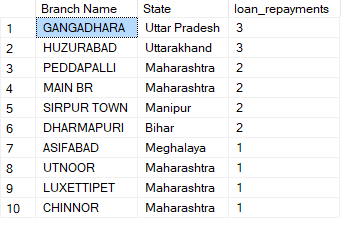 Branch Name State loan_repayments
1 GANGADHARA Uttar Pradesh 3
2 HUZURABAD Uttarakhand 3
3 PEDDAPALLI Maharashtra 2
4 MAIN BR Maharashtra 2
5 SIRPUR TOWN Manipur 2
6 DHARMAPURI Bihar 2
7 ASIFABAD Meghalaya 1
8 UTNOOR Maharashtra 1
9 LUXETTIPET Maharashtra 1
10 CHINNOR Maharashtra 1